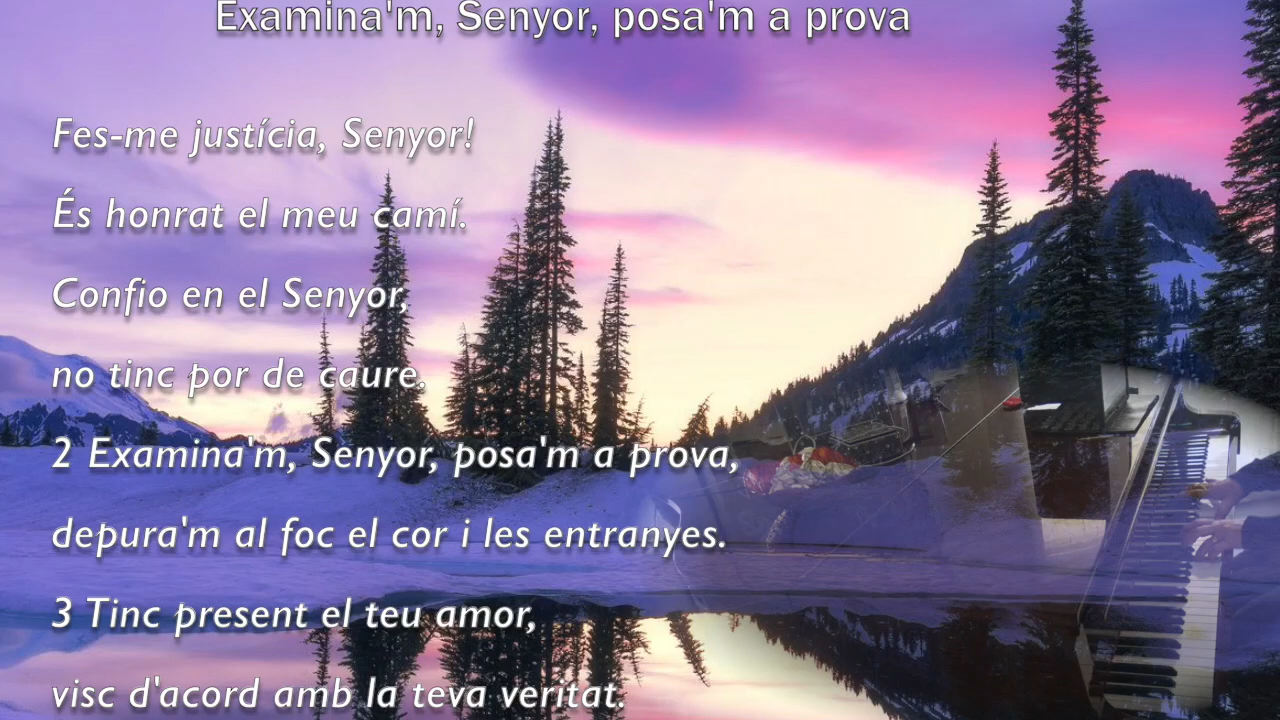 Examina'm, Senyor, posa'm a prova
Fes-me justícia, Senyor!
És honrat el meu camí.
Confio en el Senyor,
no tinc por de caure.
2 Examina'm, Senyor, posa'm a prova,
depura'm al foc el cor i les entranyes.
3 Tinc present el teu amor,
visc d'acord amb la teva veritat.